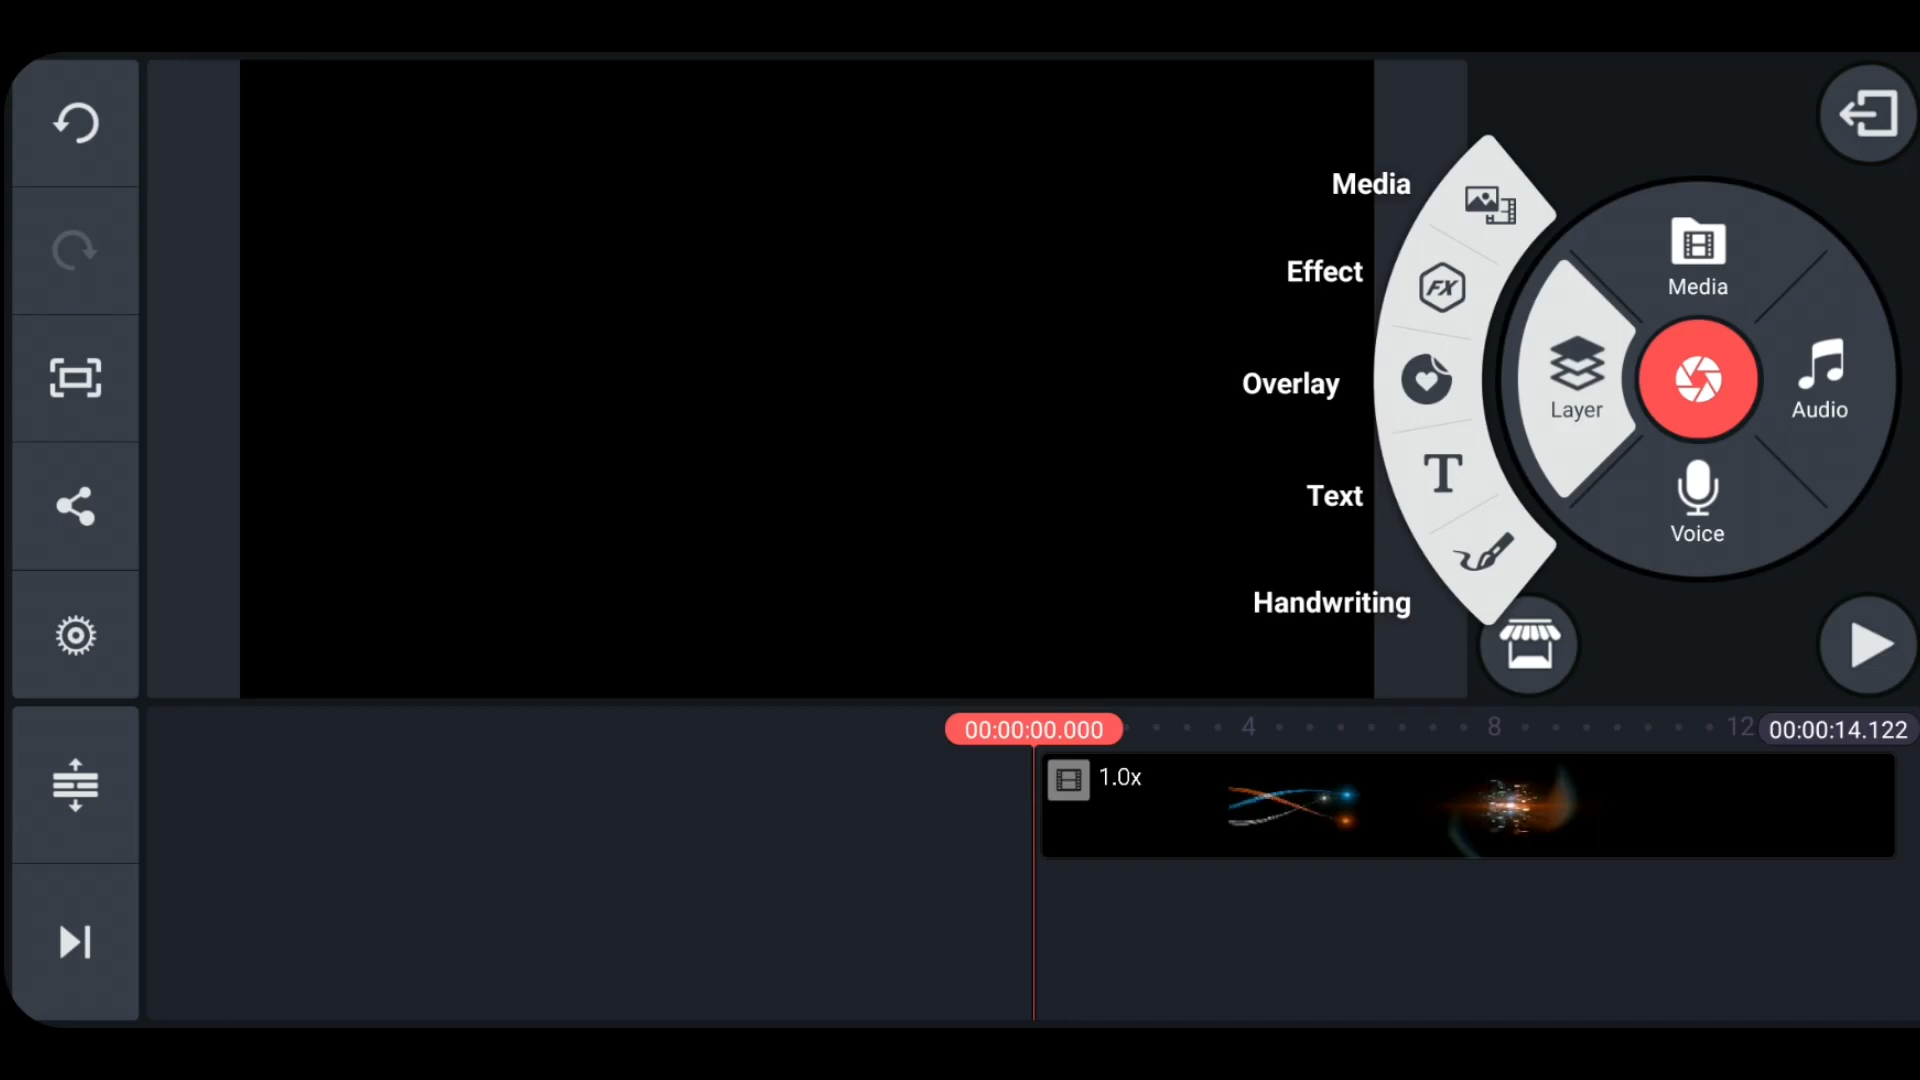 Media
Effect
Overlay
Text
Handwriting
FX
T
Media
Layer
Audio
Voice
00:00:00.000
4
8
12
00:00:14.122
1.0x